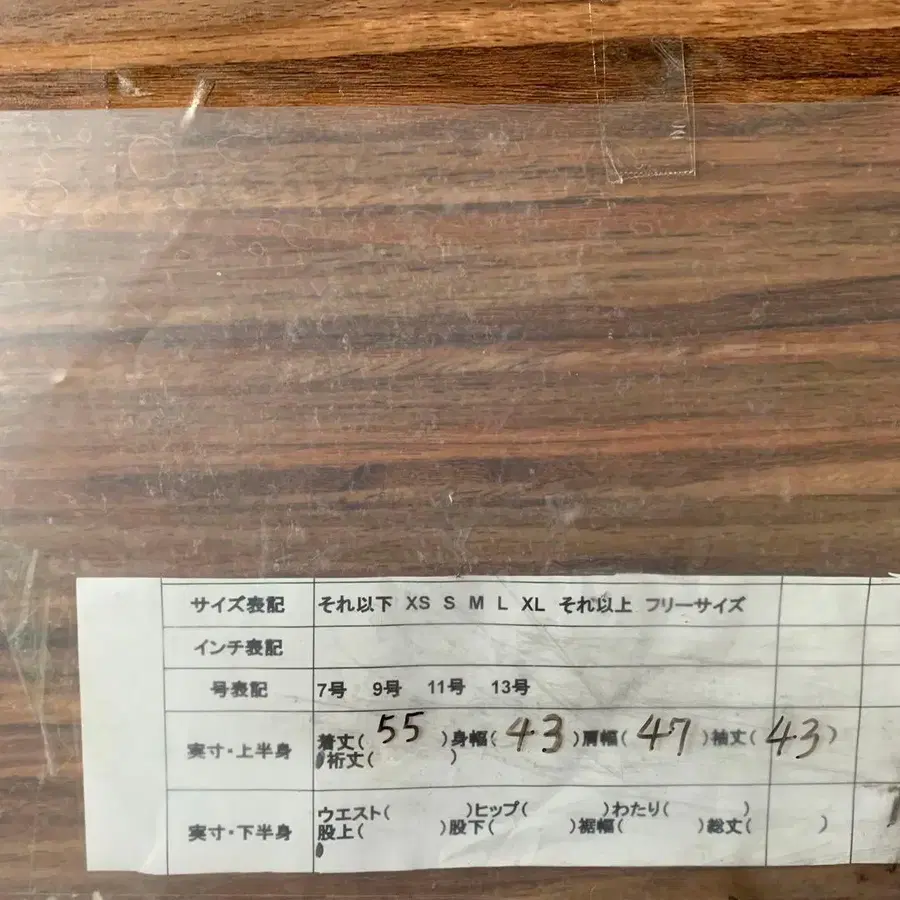 サイズ表記 それ以下 XS S M L XL それ以上 フリーサイズ
インチ表記
号表記 7号 9号 11号 13号
実寸・上半身 着丈( 55 )身幅( 43 )肩幅( 47 )袖丈( 43 )
裄丈( )
実寸・下半身 ウエスト( )ヒップ( )わたり( )
股上( )股下( )裾幅( )総丈( )